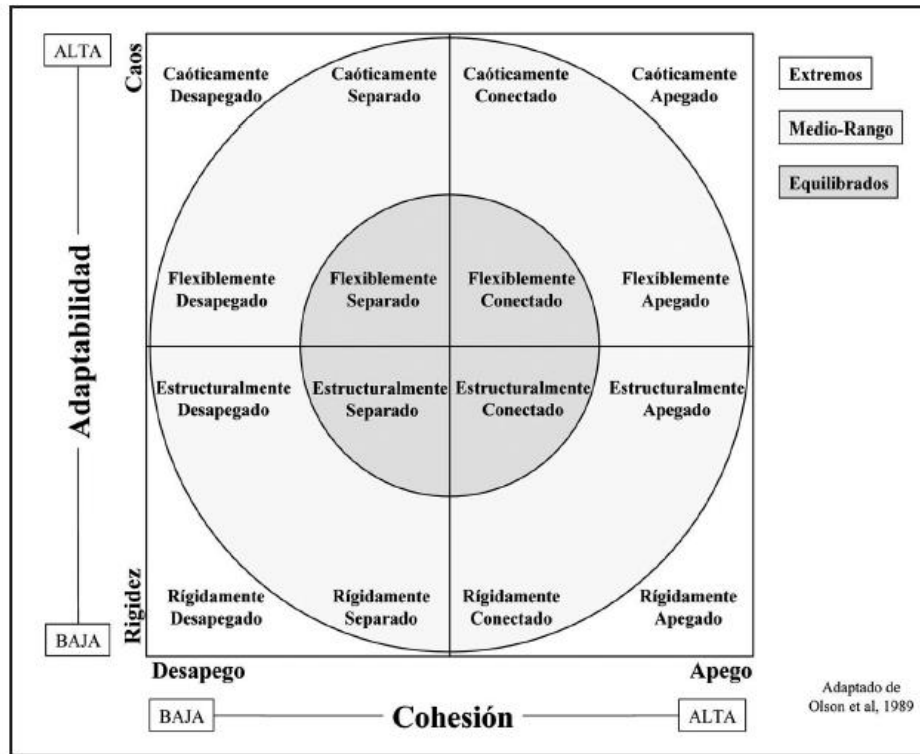 ALTA
Caos
Caóticamente Desapegado
Caóticamente Separado
Caóticamente Conectado
Caóticamente Apegado
Extremos
Medio-Rango
Equilibrados
Adaptabilidad
Flexiblemente Desapegado
Flexiblemente Separado
Flexiblemente Conectado
Flexiblemente Apegado
Estructuralmente Desapegado
Estructuralmente Separado
Estructuralmente Conectado
Estructuralmente Apegado
Rígidamente Desapegado
Rígidamente Separado
Rígidamente Conectado
Rígidamente Apegado
Rigidez
BAJA
Desapego
Apego
BAJA
Cohesión
ALTA
Adaptado de
Olson et al, 1989